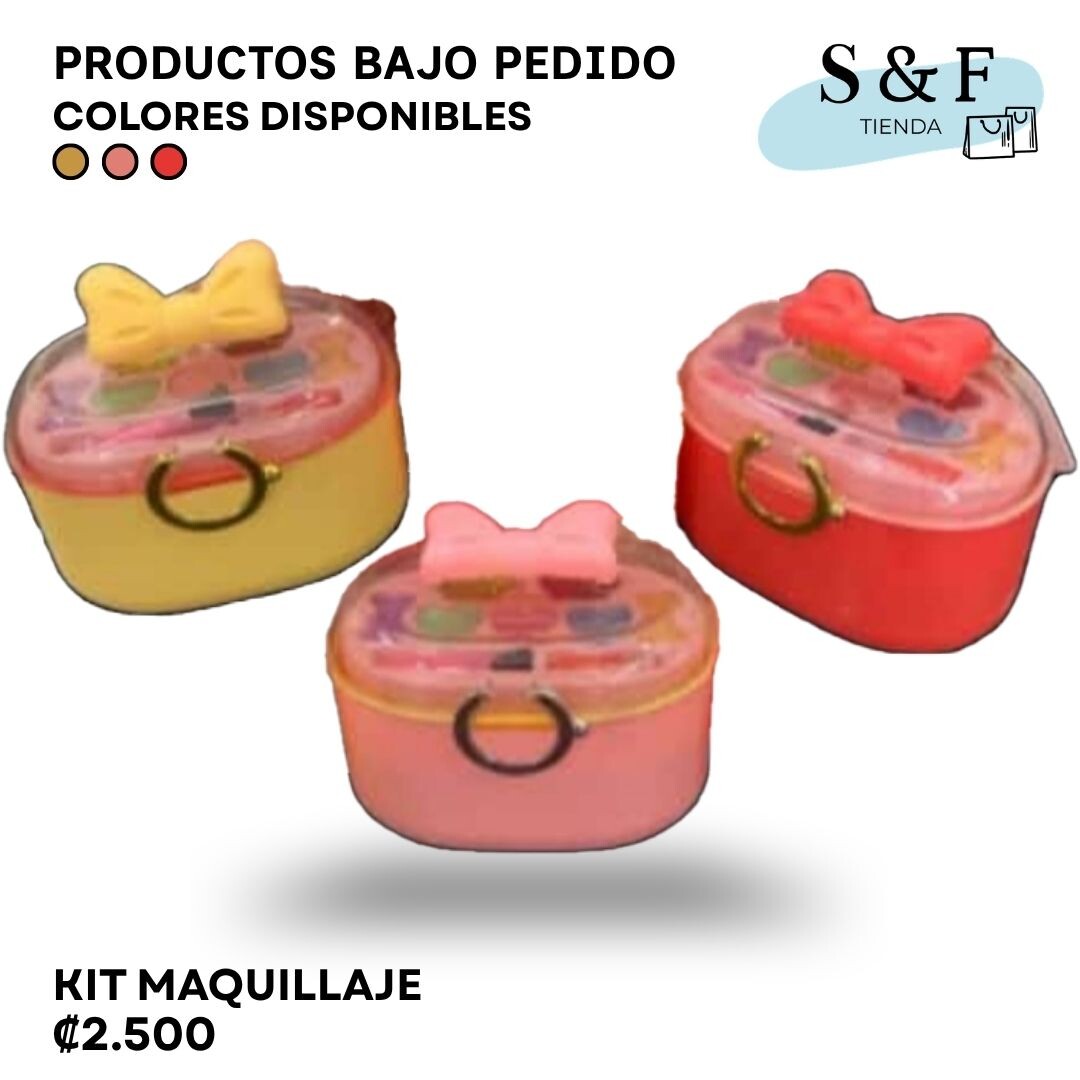 PRODUCTOS BAJO PEDIDO
COLORES DISPONIBLES
S & F
TIENDA
KIT MAQUILLAJE
₡2.500